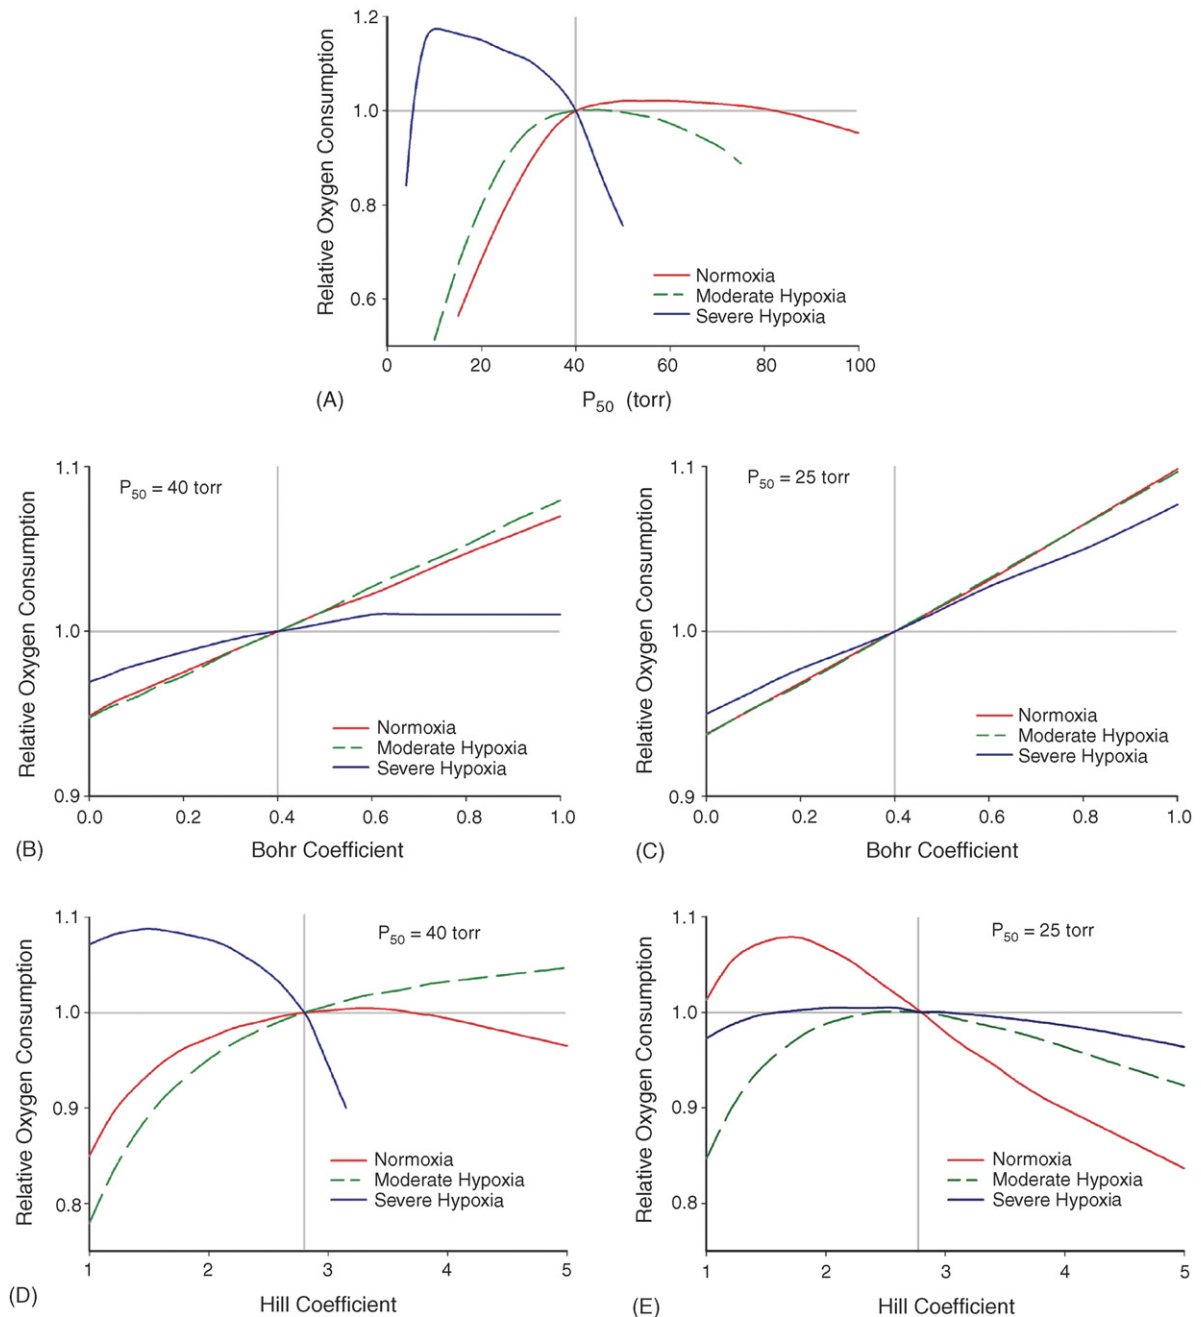 Relative Oxygen Consumption
1.2
1.0
0.8
0.6
Normoxia
Moderate Hypoxia
Severe Hypoxia
0 20 40 60 80 100
(A) P50 (torr)
Relative Oxygen Consumption
1.1
1.0
0.9
P50 = 40 torr
Normoxia
Moderate Hypoxia
Severe Hypoxia
0.0 0.2 0.4 0.6 0.8 1.0
(B) Bohr Coefficient
Relative Oxygen Consumption
1.1
1.0
0.9
P50 = 25 torr
Normoxia
Moderate Hypoxia
Severe Hypoxia
0.0 0.2 0.4 0.6 0.8 1.0
(C) Bohr Coefficient
Relative Oxygen Consumption
1.1
1.0
0.9
0.8
P50 = 40 torr
Normoxia
Moderate Hypoxia
Severe Hypoxia
1 2 3 4 5
(D) Hill Coefficient
Relative Oxygen Consumption
1.1
1.0
0.9
0.8
P50 = 25 torr
Normoxia
Moderate Hypoxia
Severe Hypoxia
1 2 3 4 5
(E) Hill Coefficient